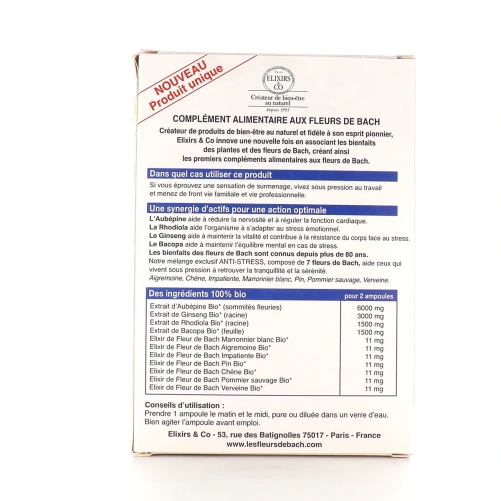 NOUVEAU
Produit unique
ELIXIRS
& CO
Créateur de bien-être
au naturel
Depuis 1993
COMPLÉMENT ALIMENTAIRE AUX FLEURS DE BACH
Créateur de produits de bien-être au naturel et fidèle à son esprit pionnier,
Elixirs & Co innove une nouvelle fois en associant les bienfaits
des plantes et des fleurs de Bach, créant ainsi
les premiers compléments alimentaires aux fleurs de Bach.
Dans quel cas utiliser ce produit
Si vous éprouvez une sensation de surmenage, vivez sous pression au travail
et menez de front vie familiale et vie professionnelle.
Une synergie d'actifs pour une action optimale
L'Aubépine aide à réduire la nervosité et à réguler la fonction cardiaque.
La Rhodiola aide l'organisme à s'adapter au stress émotionnel.
Le Ginseng aide à maintenir la vitalité et contribue à la résistance du corps face au stress.
Le Bacopa aide à maintenir l'équilibre mental en cas de stress.
Les bienfaits des fleurs de Bach sont connus depuis plus de 80 ans.
Notre mélange exclusif ANTI-STRESS, composé de 7 fleurs de Bach, aide ceux qui
vivent sous pression à retrouver la tranquillité et la sérénité.
Aigremoine, Chêne, Impatiente, Marronnier blanc, Pin, Pommier sauvage, Verveine.
Des ingrédients 100% bio pour 2 ampoules
Extrait d'Aubépine Bio* (sommités fleuries) 6000 mg
Extrait de Ginseng Bio* (racine) 3000 mg
Extrait de Rhodiola Bio* (racine) 1500 mg
Extrait de Bacopa Bio* (feuille) 1500 mg
Elixir de Fleur de Bach Marronnier blanc Bio* 11 mg
Elixir de Fleur de Bach Aigremoine Bio* 11 mg
Elixir de Fleur de Bach Impatiente Bio* 11 mg
Elixir de Fleur de Bach Pin Bio* 11 mg
Elixir de Fleur de Bach Chêne Bio* 11 mg
Elixir de Fleur de Bach Pommier sauvage Bio* 11 mg
Elixir de Fleur de Bach Verveine Bio* 11 mg
Conseils d'utilisation :
Prendre 1 ampoule le matin et le midi, pure ou diluée dans un verre d'eau.
Bien agiter l'ampoule avant emploi.
Elixirs & Co - 53, rue des Batignolles 75017 - Paris - France
www.lesfleursdebach.com